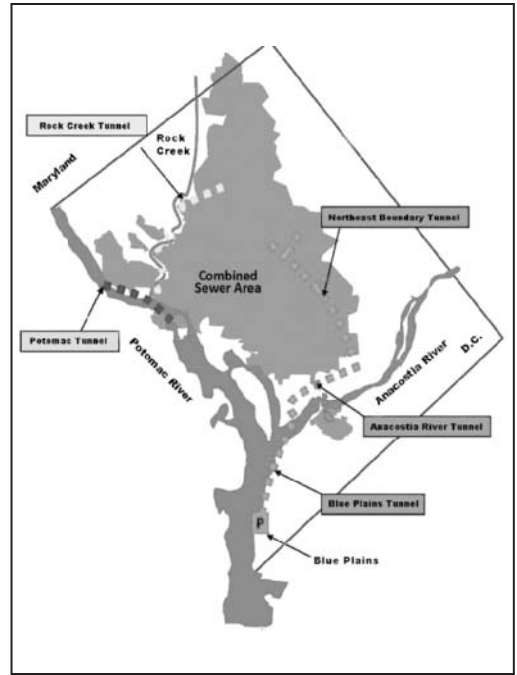 Rock Creek Tunnel
Rock
Creek
Maryland
Northeast Boundary Tunnel
Combined
Sewer Area
Potomac Tunnel
Potomac River
Anacostia River
D.C.
Anacostia River Tunnel
Blue Plains Tunnel
P
Blue Plains